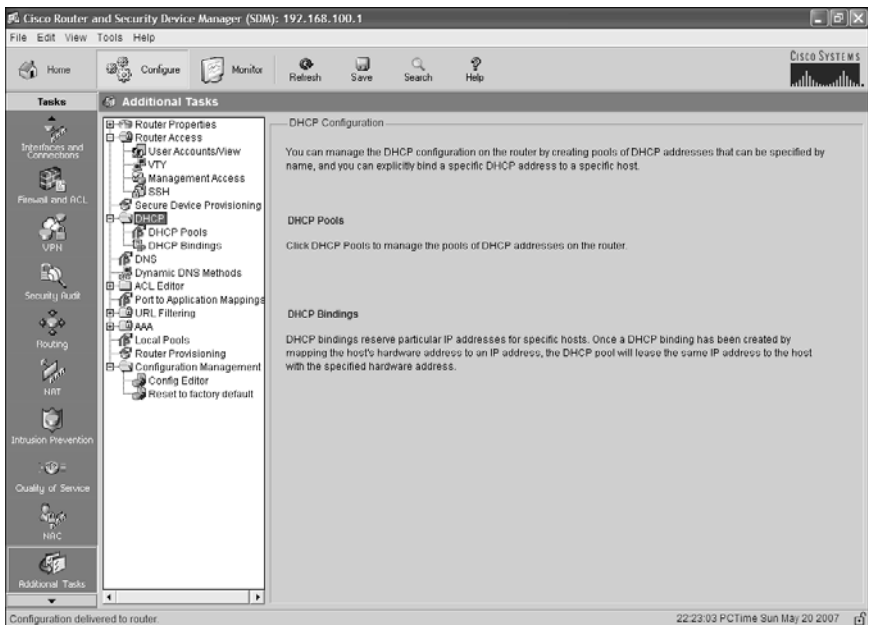 Cisco Router and Security Device Manager (SDM): 192.168.100.1
File Edit View Tools Help
Home
Configure
Monitor
Refresh
Save
Search
Help
CISCO SYSTEMS
Tasks
Additional Tasks
Interfaces and
Connections
Firewall and ACL
VPN
Security Audit
Routing
NAT
Intrusion Prevention
Quality of Service
NAC
Additional Tasks
Router Properties
Router Access
User Accounts/View
VTY
Management Access
SSH
Secure Device Provisioning
DHCP
DHCP Pools
DHCP Bindings
DNS
Dynamic DNS Methods
ACL Editor
Port to Application Mappings
URL Filtering
AAA
Local Pools
Router Provisioning
Configuration Management
Config Editor
Reset to factory default
DHCP Configuration
You can manage the DHCP configuration on the router by creating pools of DHCP addresses that can be specified by
name, and you can explicitly bind a specific DHCP address to a specific host.
DHCP Pools
Click DHCP Pools to manage the pools of DHCP addresses on the router.
DHCP Bindings
DHCP bindings reserve particular IP addresses for specific hosts. Once a DHCP binding has been created by
mapping the host's hardware address to an IP address, the DHCP pool will lease the same IP address to the host
with the specified hardware address.
Configuration delivered to router.
22:23:03 PCTime Sun May 20 2007